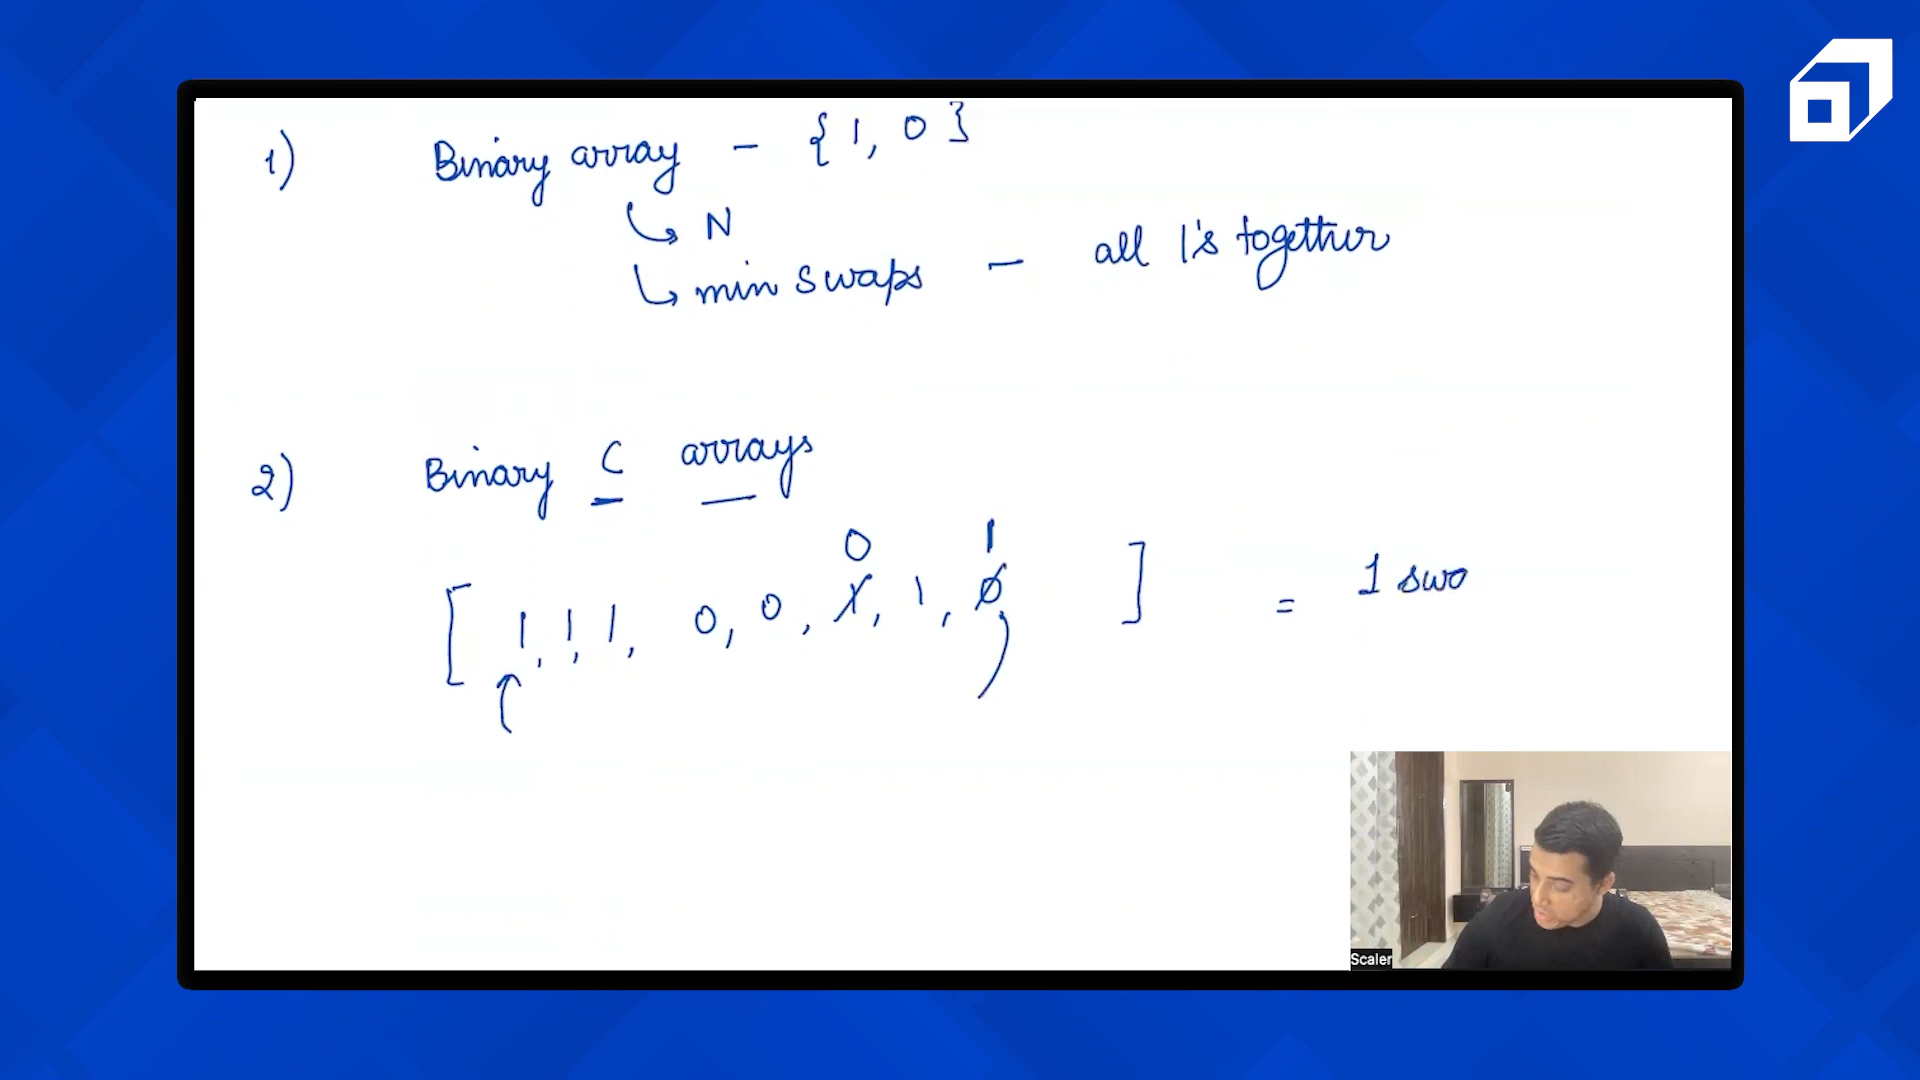 1) Binary array - {1, 0}
N
min swaps - all 1's together
2) Binary C arrays
0 1
[ 1, 1, 1, 0, 0, 1, 1, 0 ] = 1 swa
Scaler